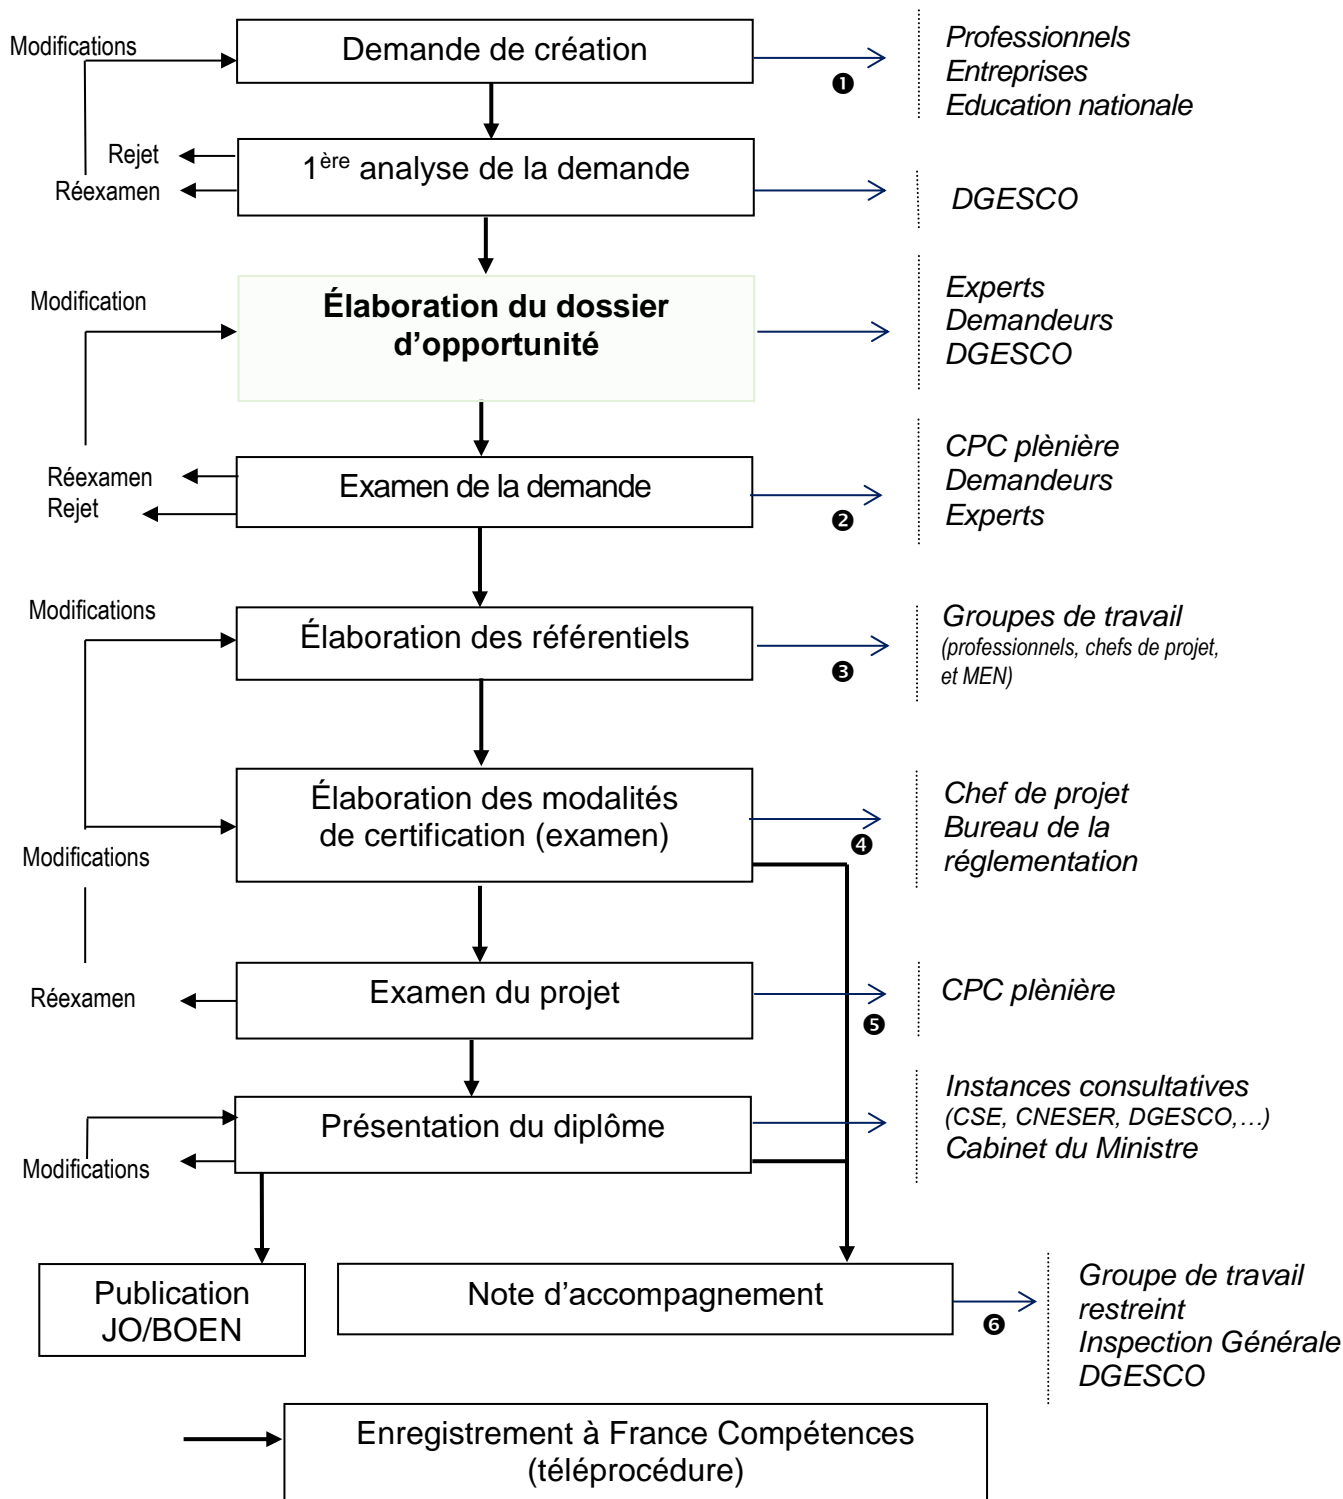 Modifications
Demande de création
❶
Professionnels
Entreprises
Education nationale
Rejet
Réexamen
1ère analyse de la demande
DGESCO
Modification
Élaboration du dossier
d’opportunité
Experts
Demandeurs
DGESCO
Réexamen
Rejet
Examen de la demande
❷
CPC plènière
Demandeurs
Experts
Modifications
Élaboration des référentiels
❸
Groupes de travail
(professionnels, chefs de projet,
et MEN)
Élaboration des modalités
de certification (examen)
❹
Chef de projet
Bureau de la
réglementation
Modifications
Réexamen
Examen du projet
❺
CPC plènière
Présentation du diplôme
Instances consultatives
(CSE, CNESER, DGESCO,…)
Cabinet du Ministre
Modifications
Publication
JO/BOEN
Note d’accompagnement
❻
Groupe de travail
restreint
Inspection Générale
DGESCO
Enregistrement à France Compétences
(téléprocédure)